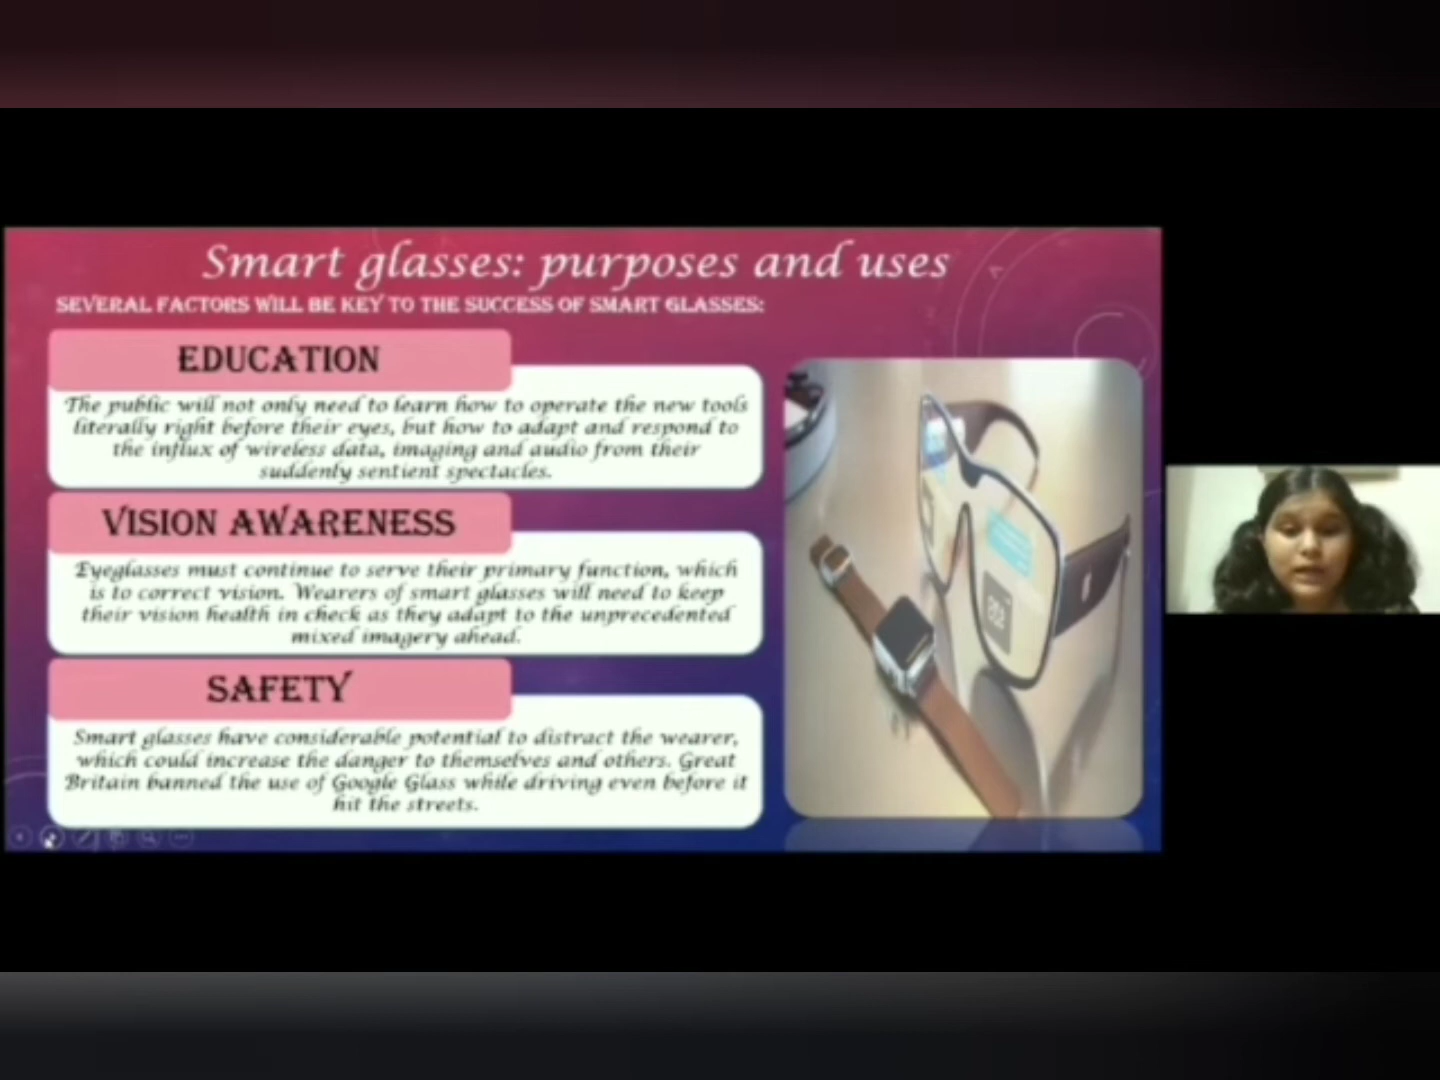 Smart glasses: purposes and uses
SEVERAL FACTORS WILL BE KEY TO THE SUCCESS OF SMART GLASSES:
EDUCATION
The public will not only need to learn how to operate the new tools
literally right before their eyes, but how to adapt and respond to
the influx of wireless data, imaging and audio from their
suddenly sentient spectacles.
VISION AWARENESS
Eyeglasses must continue to serve their primary function, which
is to correct vision. Wearers of smart glasses will need to keep
their vision health in check as they adapt to the unprecedented
mixed imagery ahead.
SAFETY
Smart glasses have considerable potential to distract the wearer,
which could increase the danger to themselves and others. Great
Britain banned the use of Google Glass while driving even before it
hit the streets.